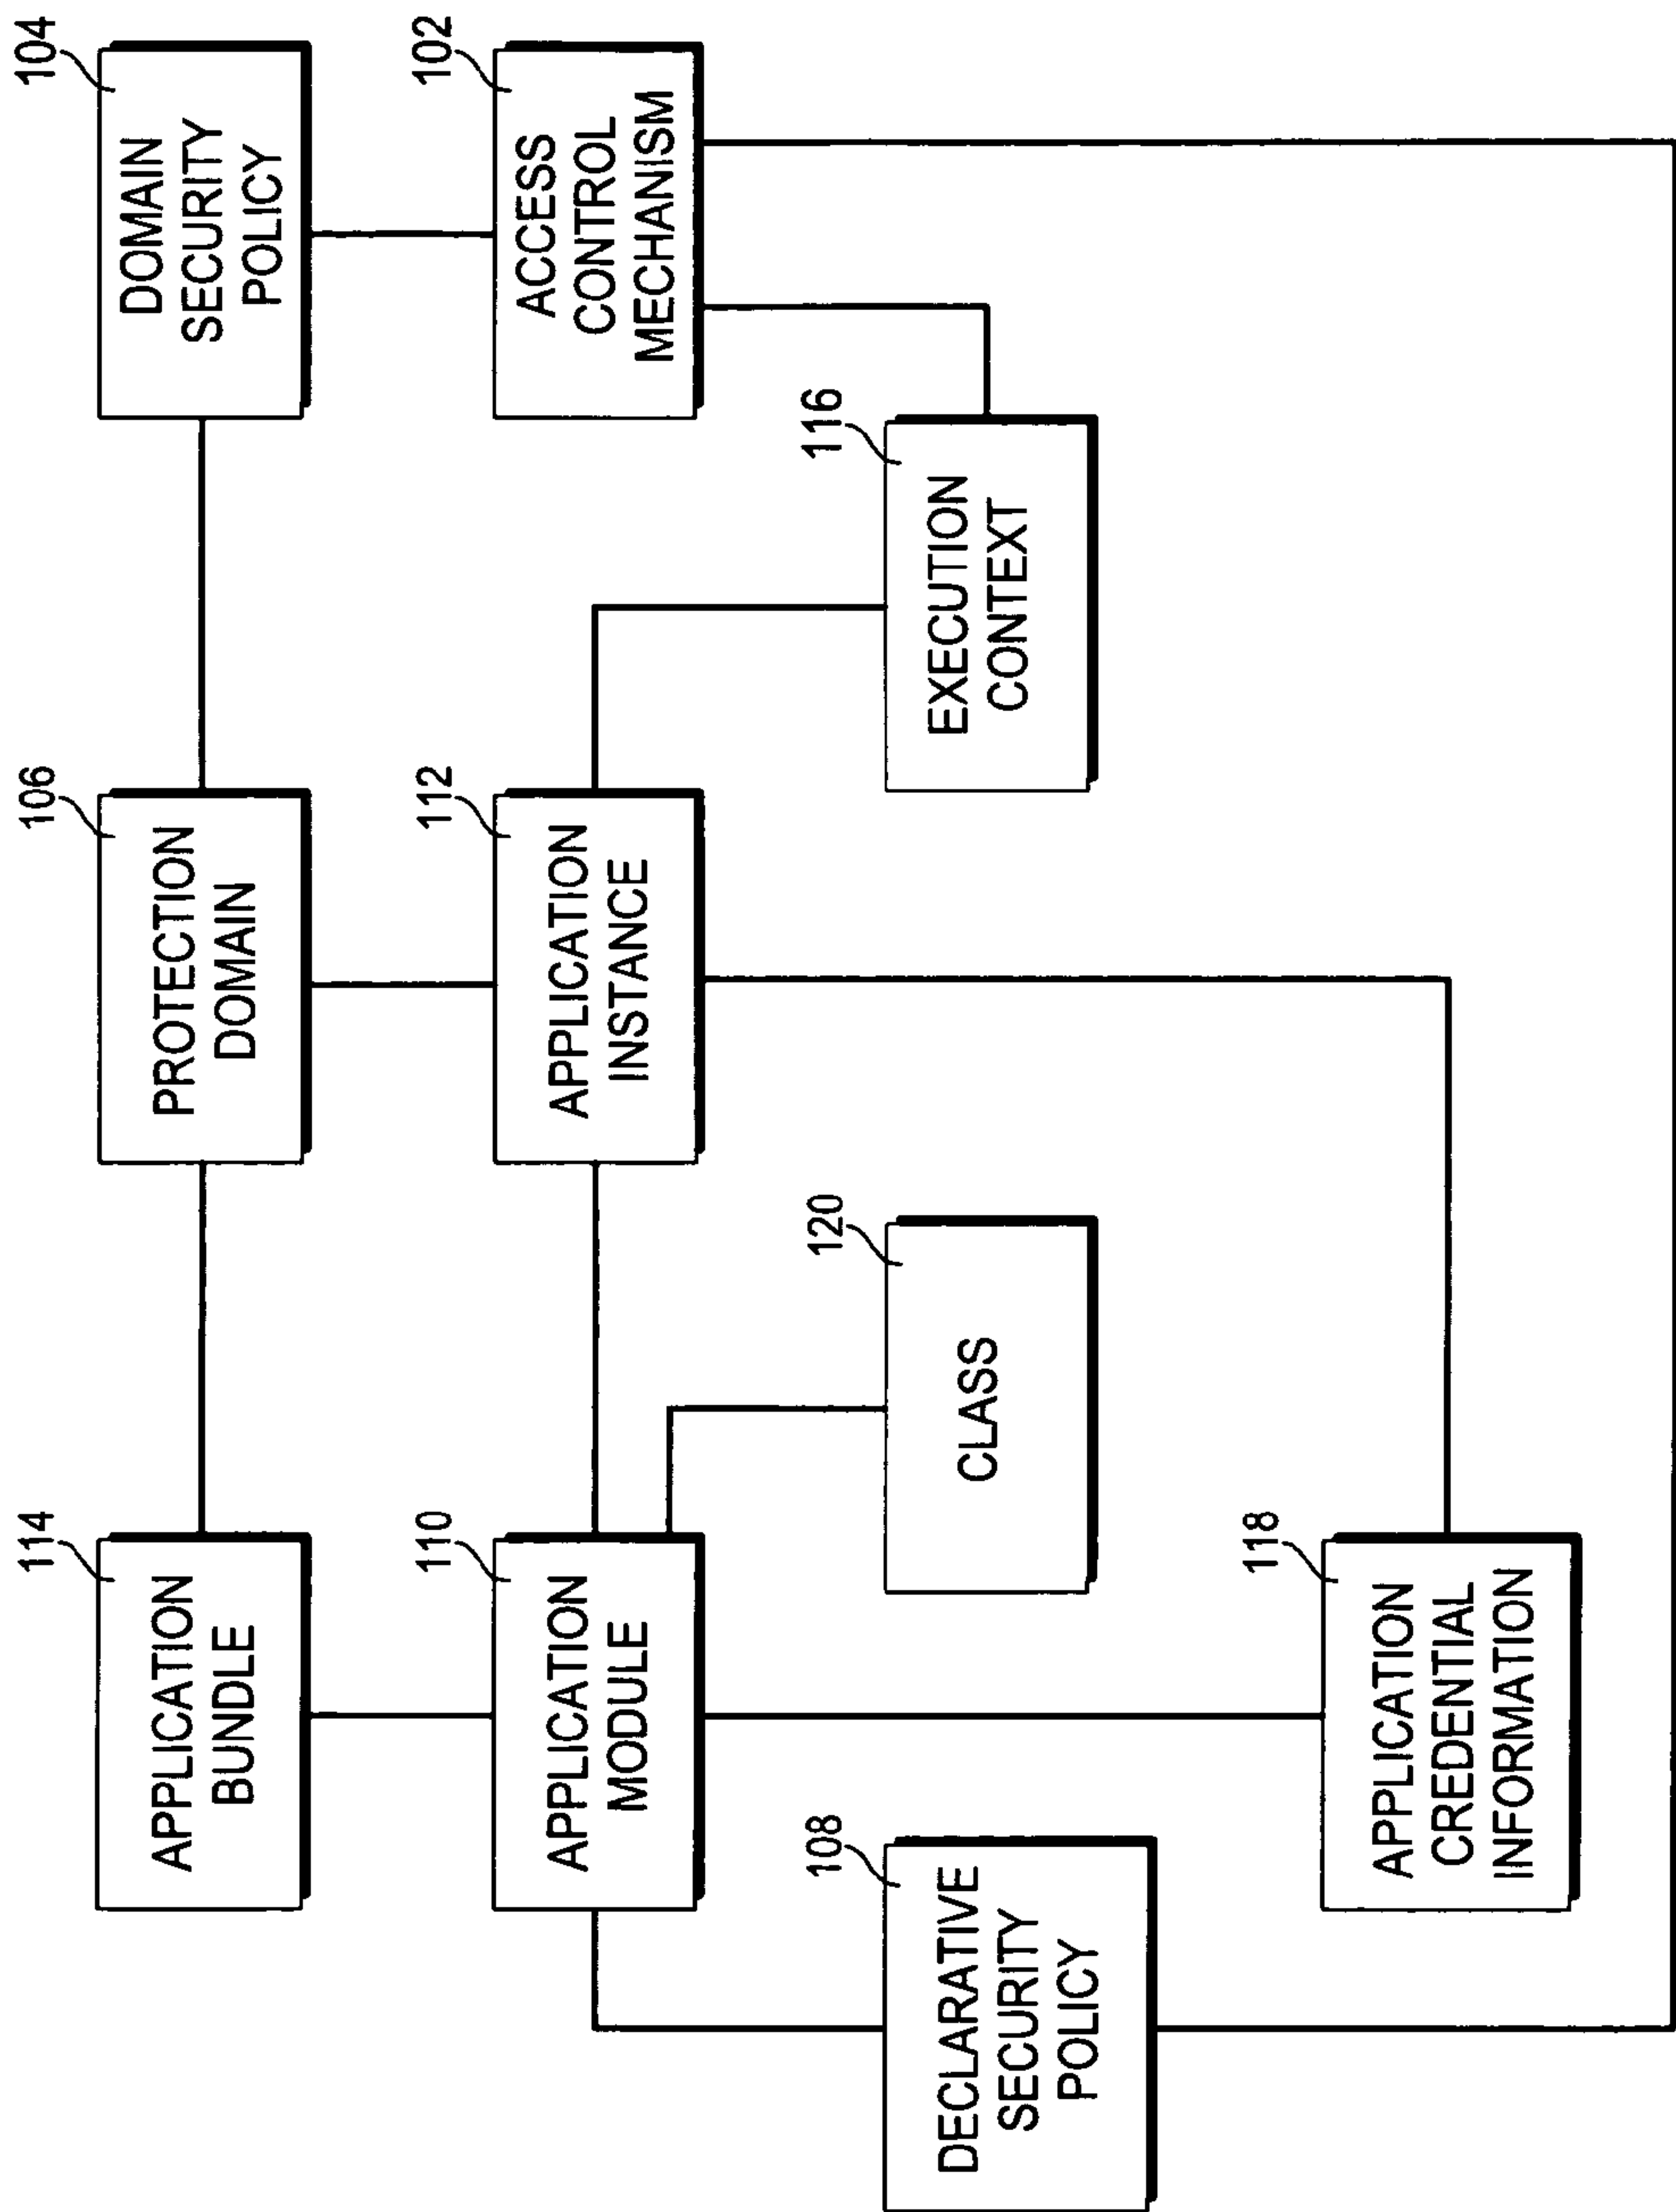 114
APPLICATION
BUNDLE
106
PROTECTION
DOMAIN
104
DOMAIN
SECURITY
POLICY
110
APPLICATION
MODULE
112
APPLICATION
INSTANCE
102
ACCESS
CONTROL
MECHANISM
108
DECLARATIVE
SECURITY
POLICY
120
CLASS
116
EXECUTION
CONTEXT
118
APPLICATION
CREDENTIAL
INFORMATION